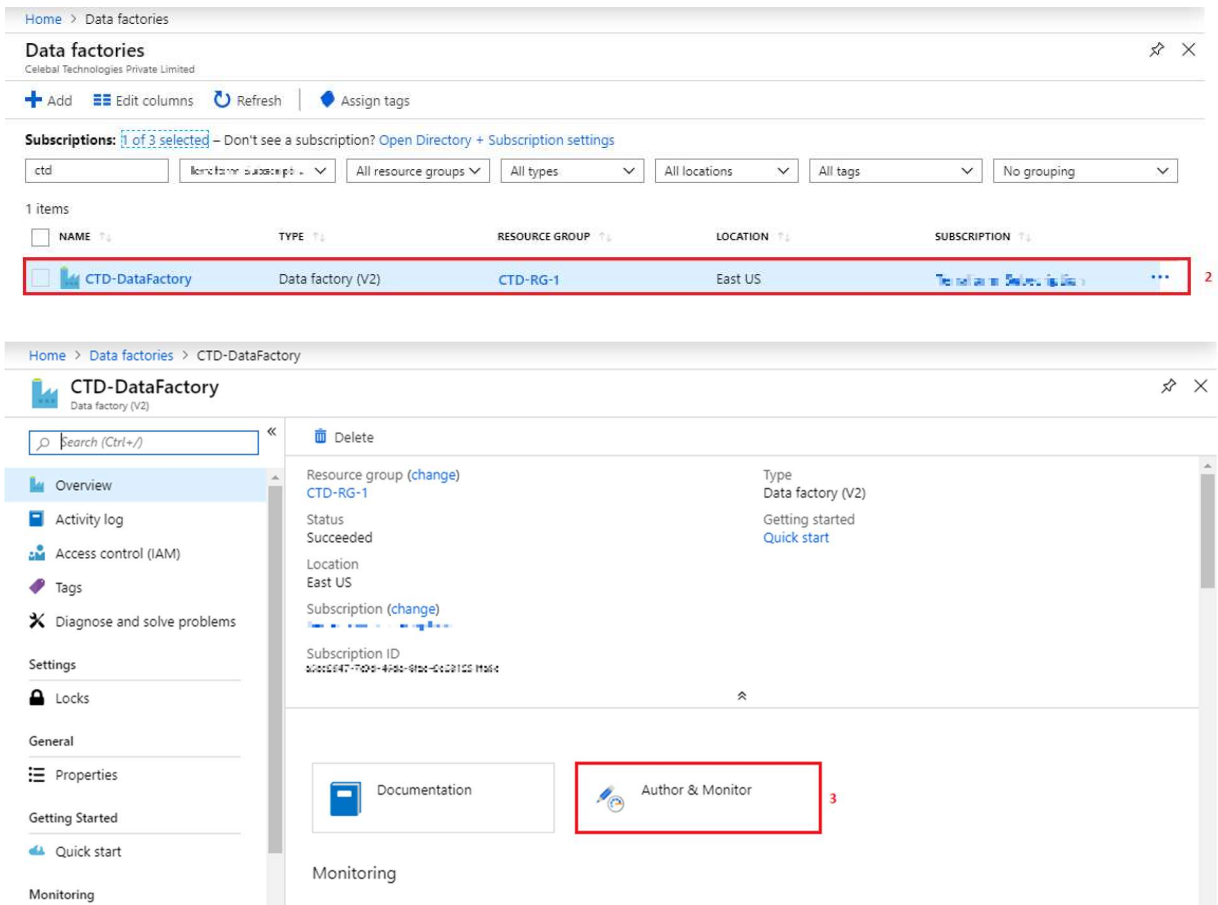 Home > Data factories
Data factories
Celebal Technologies Private Limited
Add Edit columns Refresh Assign tags
Subscriptions: 1 of 3 selected – Don't see a subscription? Open Directory + Subscription settings
ctd All resource groups All types All locations All tags No grouping
1 items
NAME TYPE RESOURCE GROUP LOCATION SUBSCRIPTION
CTD-DataFactory Data factory (V2) CTD-RG-1 East US ... 2
Home > Data factories > CTD-DataFactory
CTD-DataFactory
Data factory (V2)
Search (Ctrl+/) «
Delete
Overview
Activity log
Access control (IAM)
Tags
Diagnose and solve problems
Settings
Locks
General
Properties
Getting Started
Quick start
Monitoring
Resource group (change)
CTD-RG-1
Status
Succeeded
Location
East US
Subscription (change)
Subscription ID
Type
Data factory (V2)
Getting started
Quick start
Documentation
Author & Monitor 3
Monitoring